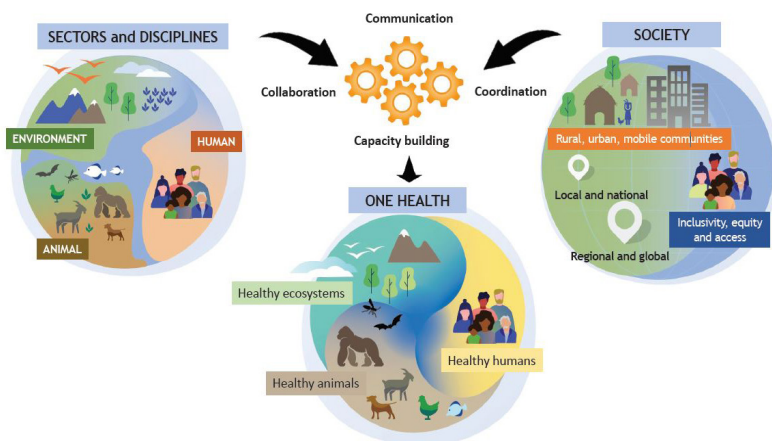 Communication
SECTORS and DISCIPLINES
SOCIETY
Collaboration
Coordination
ENVIRONMENT
HUMAN
Capacity building
Rural, urban, mobile communities
ANIMAL
ONE HEALTH
Local and national
Inclusivity, equity
and access
Regional and global
Healthy ecosystems
Healthy humans
Healthy animals